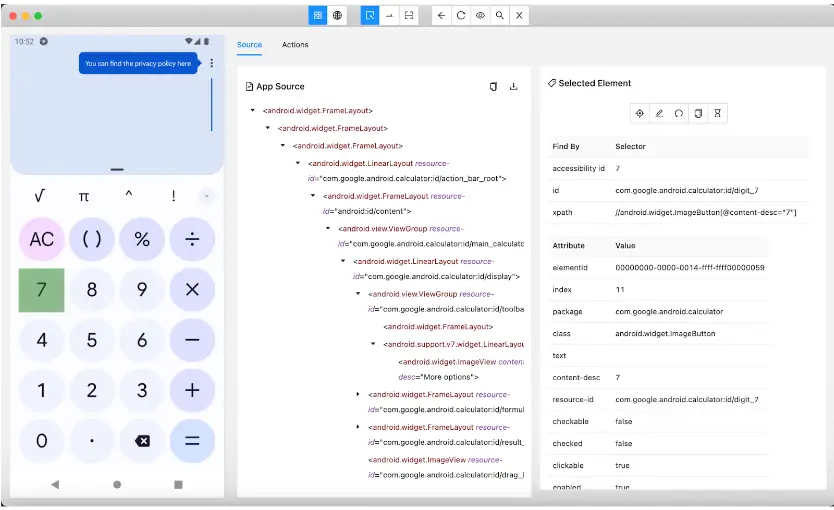 10:52
You can find the privacy policy here
√ π ^ !
AC ( ) % ÷
7 8 9 ×
4 5 6 −
1 2 3 +
0 . =
Source Actions
App Source
<android.widget.FrameLayout>
<android.widget.FrameLayout>
<android.widget.FrameLayout>
<android.widget.LinearLayout resource-
id="com.google.android.calculator:id/action_bar_root">
<android.widget.FrameLayout resource-
id="android:id/content">
<android.view.ViewGroup resource-
id="com.google.android.calculator:id/main_calculato
<android.widget.LinearLayout resource-
id="com.google.android.calculator:id/display">
<android.view.ViewGroup resource-
id="com.google.android.calculator:id/toolba
<android.widget.FrameLayout>
<android.support.v7.widget.LinearLayou
<android.widget.ImageView conten
desc="More options">
<android.widget.FrameLayout resource-
id="com.google.android.calculator:id/formul
<android.widget.FrameLayout resource-
id="com.google.android.calculator:id/result_
<android.widget.ImageView resource-
id="com.google.android.calculator:id/drag_
Selected Element
Find By Selector
accessibility id 7
id com.google.android.calculator:id/digit_7
xpath //android.widget.ImageButton[@content-desc="7"]
Attribute Value
elementId 00000000-0000-0014-ffff-ffff00000059
index 11
package com.google.android.calculator
class android.widget.ImageButton
text
content-desc 7
resource-id com.google.android.calculator:id/digit_7
checkable false
checked false
clickable true
enabled true